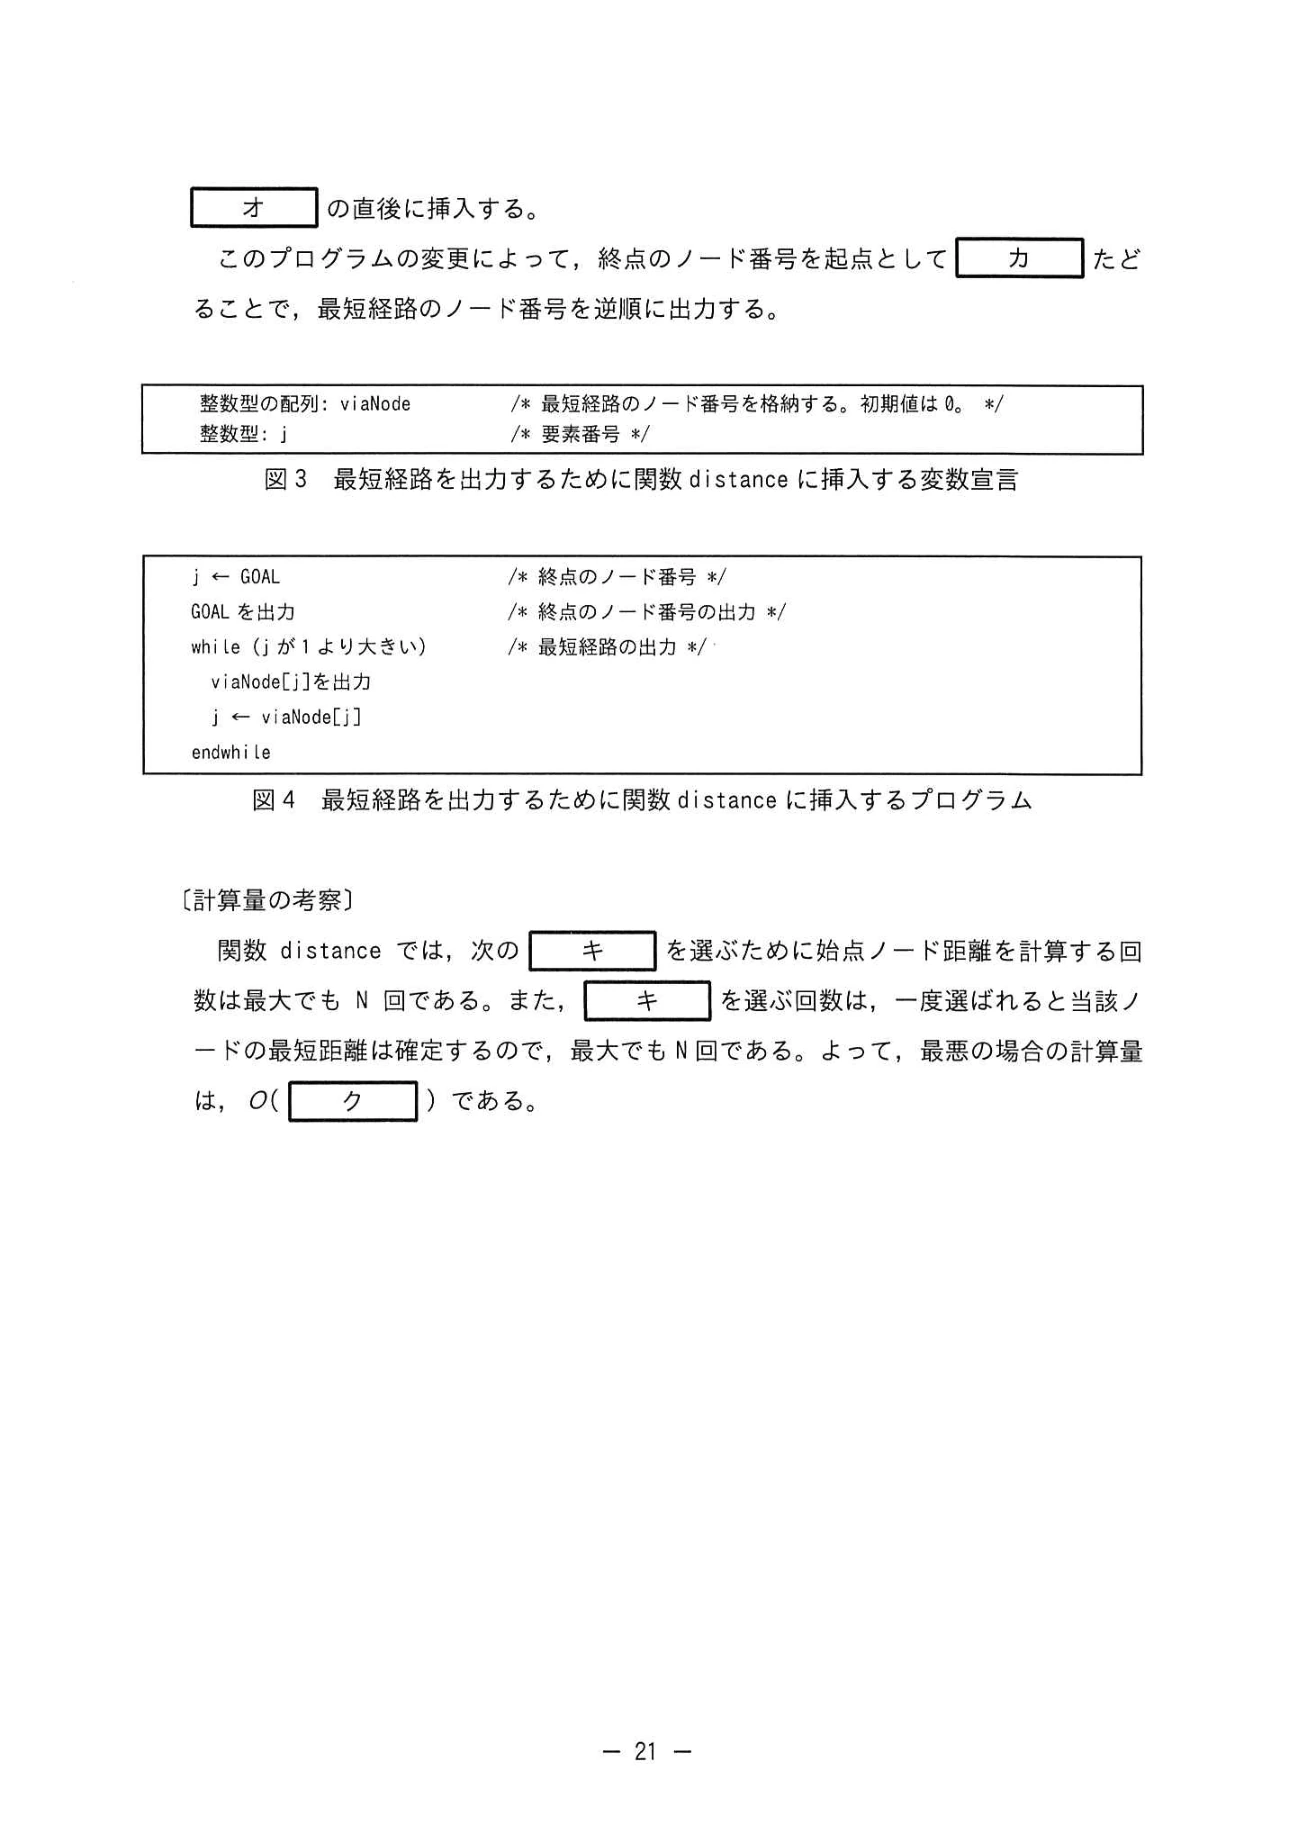 オ の直後に挿入する。
このプログラムの変更によって，終点のノード番号を起点として カ たど
ることで，最短経路のノード番号を逆順に出力する。
整数型の配列: viaNode /* 最短経路のノード番号を格納する。初期値は 0。 */
整数型: j /* 要素番号 */
図3 最短経路を出力するために関数 distance に挿入する変数宣言
j ← GOAL /* 終点のノード番号 */
GOAL を出力 /* 終点のノード番号の出力 */
while (j が 1 より大きい) /* 最短経路の出力 */
viaNode[j]を出力
j ← viaNode[j]
endwhile
図4 最短経路を出力するために関数 distance に挿入するプログラム
〔計算量の考察〕
関数 distance では，次の キ を選ぶために始点ノード距離を計算する回
数は最大でも N 回である。また， キ を選ぶ回数は，一度選ばれると当該ノ
ードの最短距離は確定するので，最大でも N 回である。よって，最悪の場合の計算量
は，O( ク ) である。
— 21 —